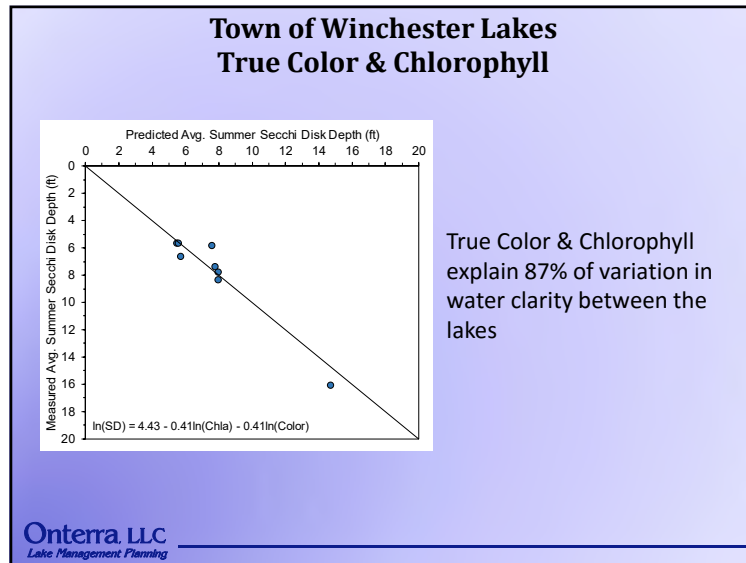 Town of Winchester Lakes
True Color & Chlorophyll
Predicted Avg. Summer Secchi Disk Depth (ft)
0 2 4 6 8 10 12 14 16 18 20
Measured Avg. Summer Secchi Disk Depth (ft)
0
2
4
6
8
10
12
14
16
18
20
ln(SD) = 4.43 - 0.41ln(Chla) - 0.41ln(Color)
True Color & Chlorophyll
explain 87% of variation in
water clarity between the
lakes
Onterra, LLC
Lake Management Planning